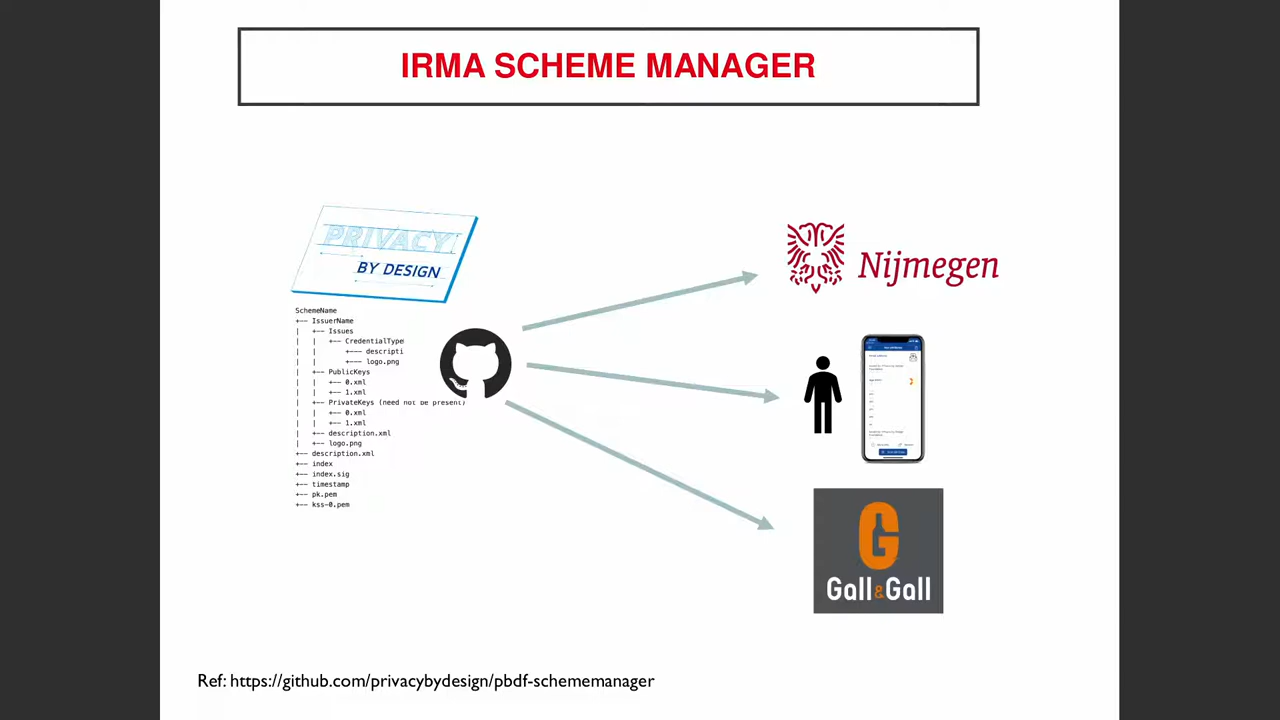 IRMA SCHEME MANAGER
PRIVACY
BY DESIGN
SchemeName
+-- IssuerName
|   +-- Issues
|   |   +-- CredentialType
|   |       +--- descripti
|   |       +--- logo.png
|   +-- PublicKeys
|   |   +-- 0.xml
|   |   +-- 1.xml
|   +-- PrivateKeys (need not be present)
|   |   +-- 0.xml
|   |   +-- 1.xml
|   +-- description.xml
|   +-- logo.png
+-- description.xml
+-- index
+-- index.sig
+-- timestamp
+-- pk.pem
+-- kss-0.pem
Nijmegen
G
Gall&Gall
Ref: https://github.com/privacybydesign/pbdf-schememanager